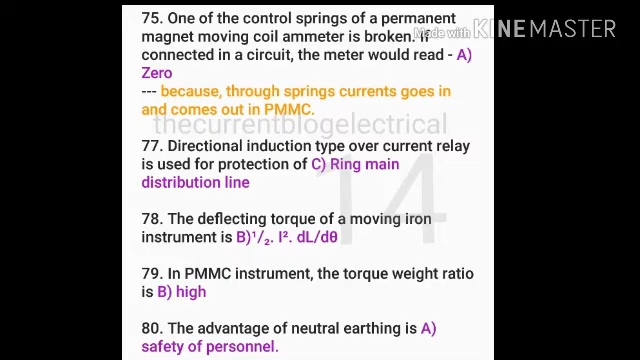 75. One of the control springs of a permanent
magnet moving coil ammeter is broken. If
connected in a circuit, the meter would read - A)
Zero
--- because, through springs currents goes in
and comes out in PMMC.
thecurrentblogelectrical
77. Directional induction type over current relay
is used for protection of C) Ring main
distribution line
14
78. The deflecting torque of a moving iron
instrument is B)¹/₂. I². dL/dθ
79. In PMMC instrument, the torque weight ratio
is B) high
80. The advantage of neutral earthing is A)
safety of personnel.
Made with KINEMASTER